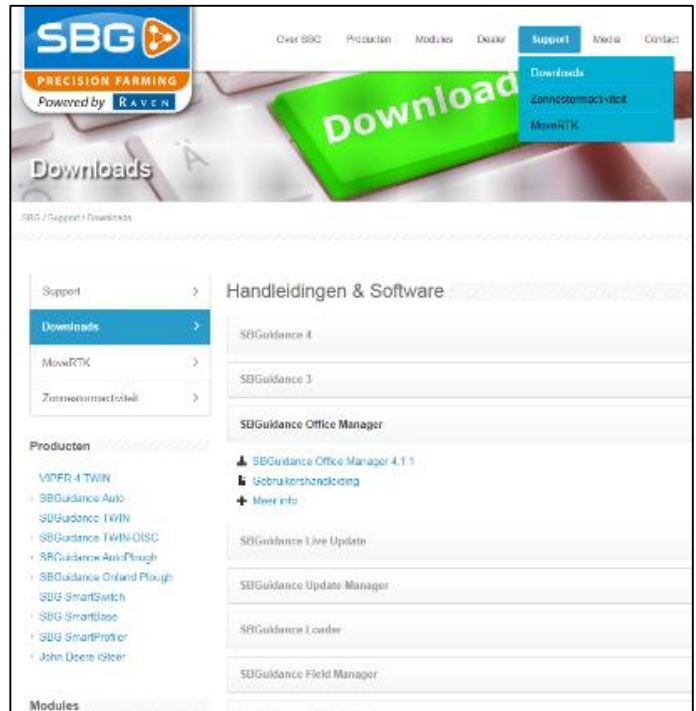 SBG
PRECISION FARMING
Powered by RAVEN
Over SBG Producten Modules Dealer Support Media Contact
Downloads
Zonnestormactiviteit
MoveRTK
Download
Downloads
SBG / Support / Downloads
Support
Downloads
MoveRTK
Zonnestormactiviteit
Producten
VIPER 4 TWIN
SBGuidance Auto
SBGuidance TWIN
SBGuidance TWIN-DISC
SBGuidance AutoPlough
SBGuidance Onland Plough
SBG SmartSwitch
SBG SmartBase
SBG SmartProfiler
John Deere iSteer
Modules
Handleidingen & Software
SBGuidance 4
SBGuidance 3
SBGuidance Office Manager
SBGuidance Office Manager 4.1.1
Gebruikershandleiding
Meer info
SBGuidance Live Update
SBGuidance Update Manager
SBGuidance Loader
SBGuidance Field Manager